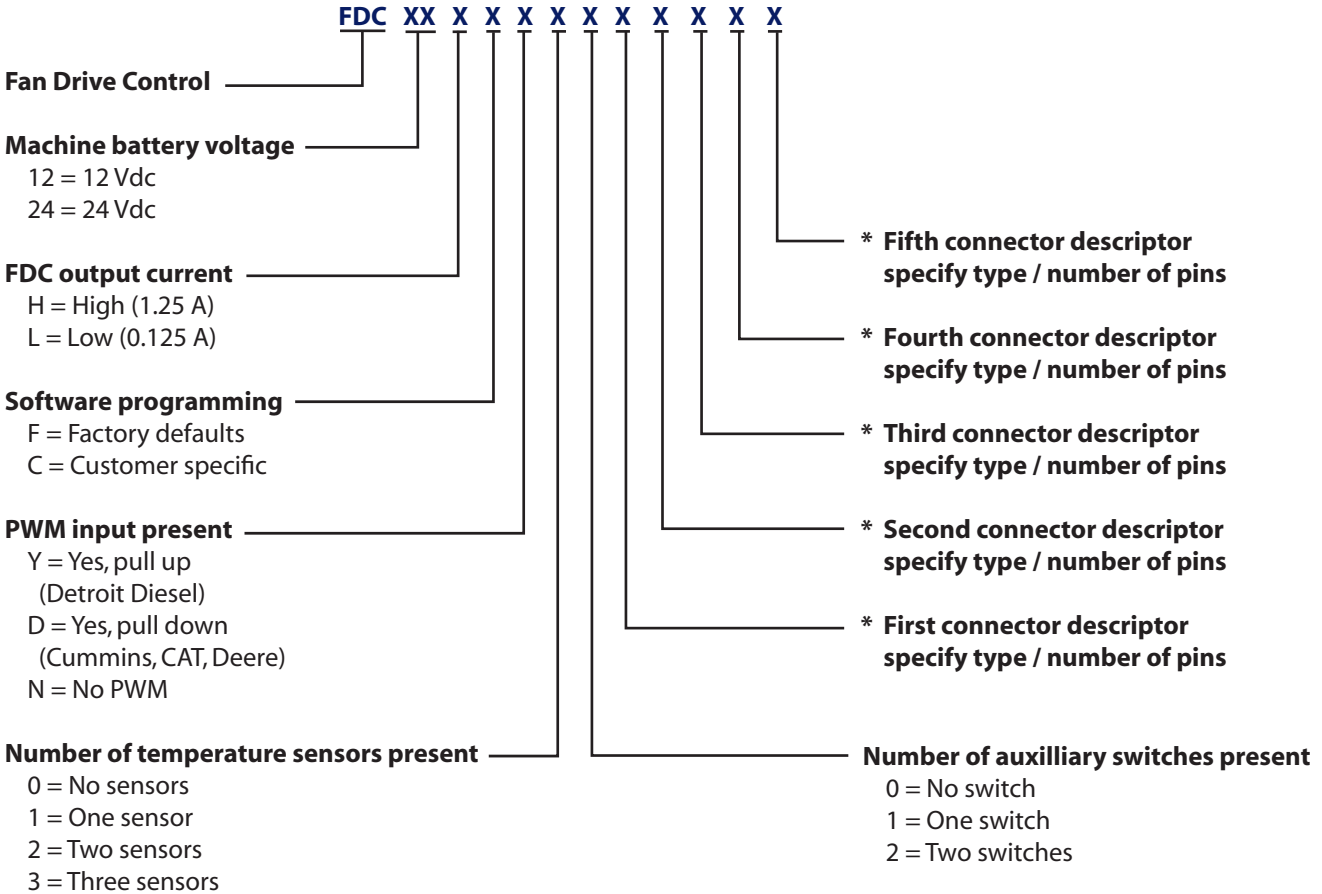 FDC XX X X X X X X X X X X
Fan Drive Control
Machine battery voltage
12 = 12 Vdc
24 = 24 Vdc
FDC output current
H = High (1.25 A)
L = Low (0.125 A)
Software programming
F = Factory defaults
C = Customer specific
PWM input present
Y = Yes, pull up
(Detroit Diesel)
D = Yes, pull down
(Cummins, CAT, Deere)
N = No PWM
Number of temperature sensors present
0 = No sensors
1 = One sensor
2 = Two sensors
3 = Three sensors
* Fifth connector descriptor
specify type / number of pins
* Fourth connector descriptor
specify type / number of pins
* Third connector descriptor
specify type / number of pins
* Second connector descriptor
specify type / number of pins
* First connector descriptor
specify type / number of pins
Number of auxilliary switches present
0 = No switch
1 = One switch
2 = Two switches